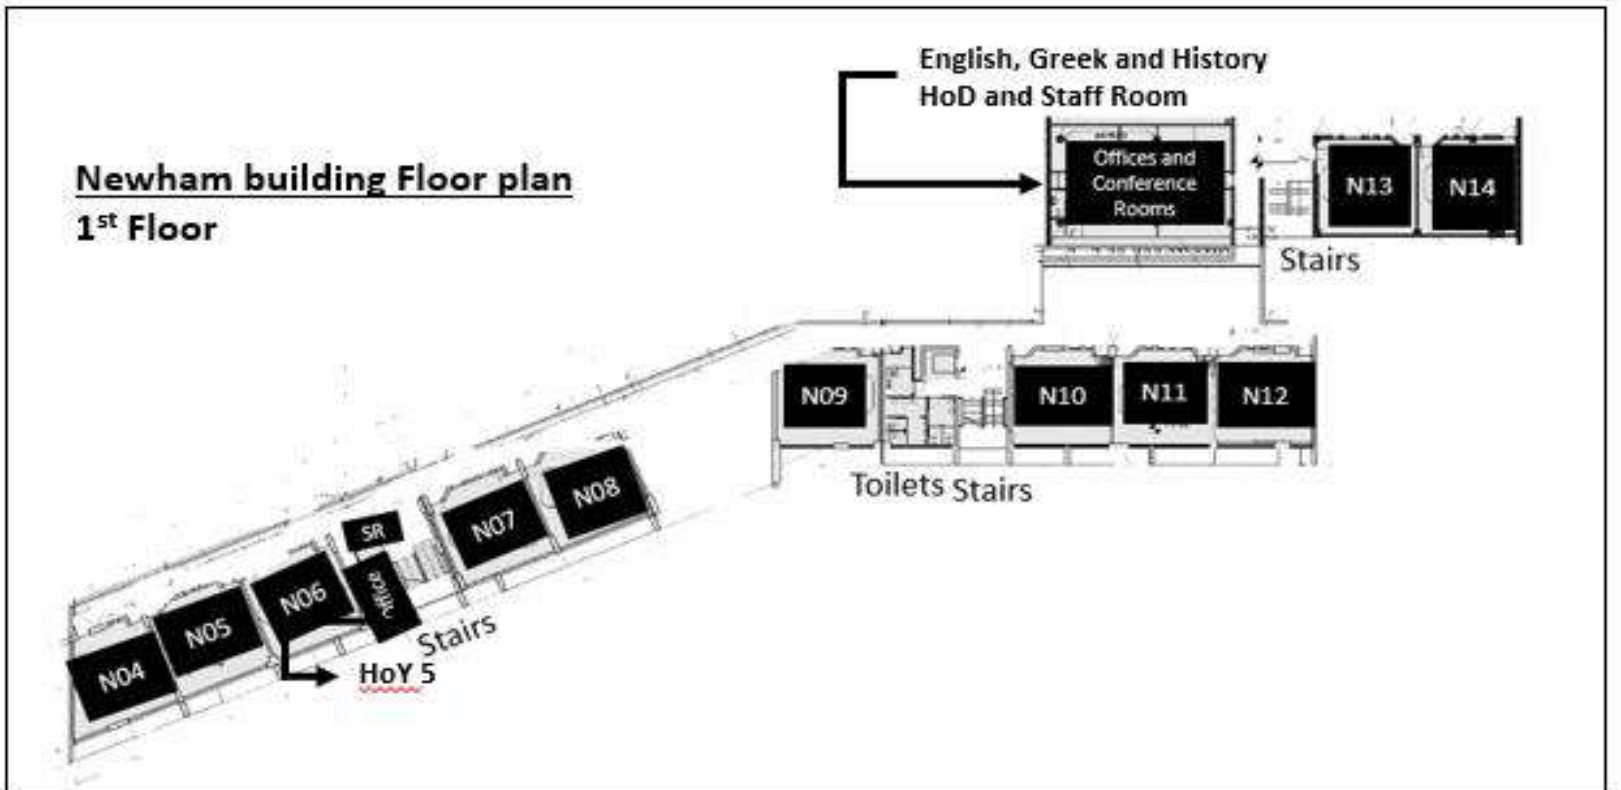 English, Greek and History
HoD and Staff Room
Newham building Floor plan
1st Floor
Offices and
Conference
Rooms
N13
N14
Stairs
N09
N10
N11
N12
Toilets
Stairs
N08
N07
SR
office
N06
N05
N04
Stairs
HoY 5